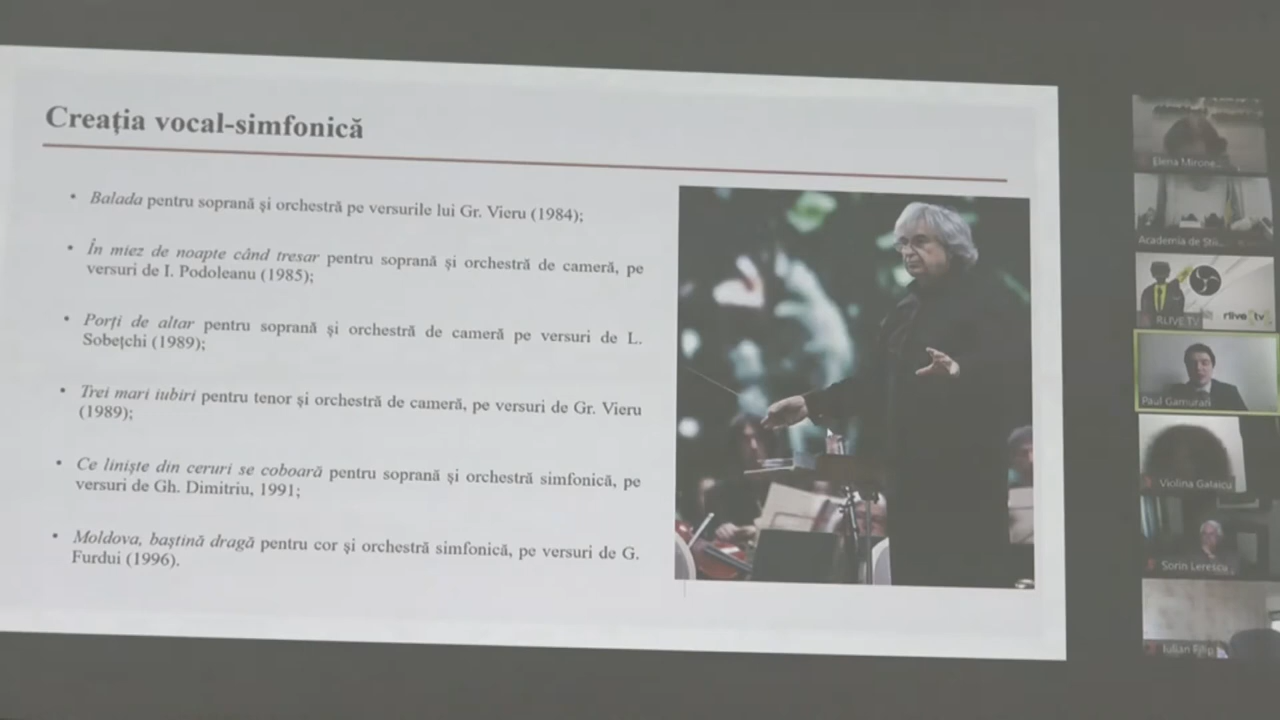 Creația vocal-simfonică
• Balada pentru soprană și orchestră pe versurile lui Gr. Vieru (1984);
• În miez de noapte când tresar pentru soprană și orchestră de cameră, pe
versuri de I. Podoleanu (1985);
• Porți de altar pentru soprană și orchestră de cameră pe versuri de L.
Sobețchi (1989);
• Trei mari iubiri pentru tenor și orchestră de cameră, pe versuri de Gr. Vieru
(1989);
• Ce liniște din ceruri se coboară pentru soprană și orchestră simfonică, pe
versuri de Gh. Dimitriu, 1991;
• Moldova, baștină dragă pentru cor și orchestră simfonică, pe versuri de G.
Furdui (1996).
Elena Mirone...
Academia de Știi...
rlive tv
RLIVE TV
Paul Gamurari
Violina Galaicu
Sorin Lerescu
Iulian Filip